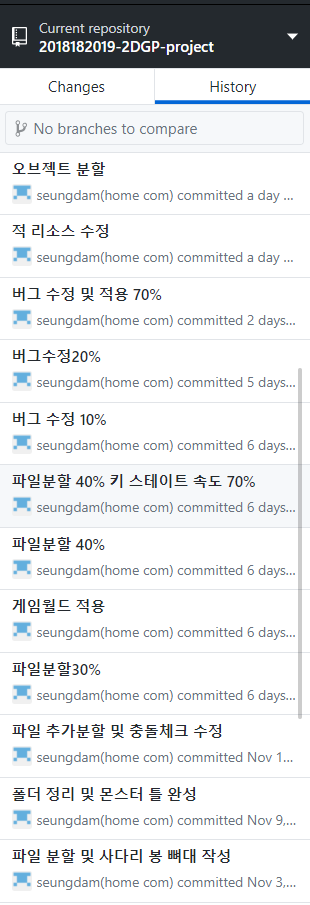 Current repository
2018182019-2DGP-project
Changes
History
No branches to compare
오브젝트 분할
seungdam(home com) committed a day ...
적 리소스 수정
seungdam(home com) committed a day ...
버그 수정 및 적용 70%
seungdam(home com) committed 2 days...
버그수정20%
seungdam(home com) committed 5 days...
버그 수정 10%
seungdam(home com) committed 6 days...
파일분할 40% 키 스테이트 속도 70%
seungdam(home com) committed 6 days...
파일분할 40%
seungdam(home com) committed 6 days...
게임월드 적용
seungdam(home com) committed 6 days...
파일분할30%
seungdam(home com) committed 6 days...
파일 추가분할 및 충돌체크 수정
seungdam(home com) committed Nov 1...
폴더 정리 및 몬스터 틀 완성
seungdam(home com) committed Nov 9,...
파일 분할 및 사다리 봉 뼈대 작성
seungdam(home com) committed Nov 3,...